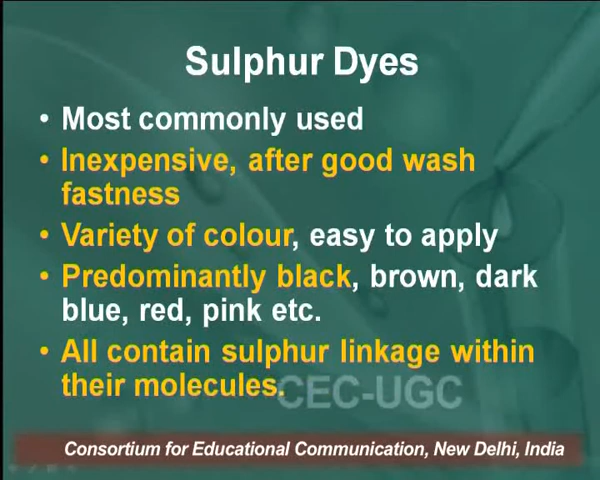 Sulphur Dyes
• Most commonly used
• Inexpensive, after good wash
fastness
• Variety of colour, easy to apply
• Predominantly black, brown, dark
blue, red, pink etc.
• All contain sulphur linkage within
their molecules.
CEC-UGC
Consortium for Educational Communication, New Delhi, India